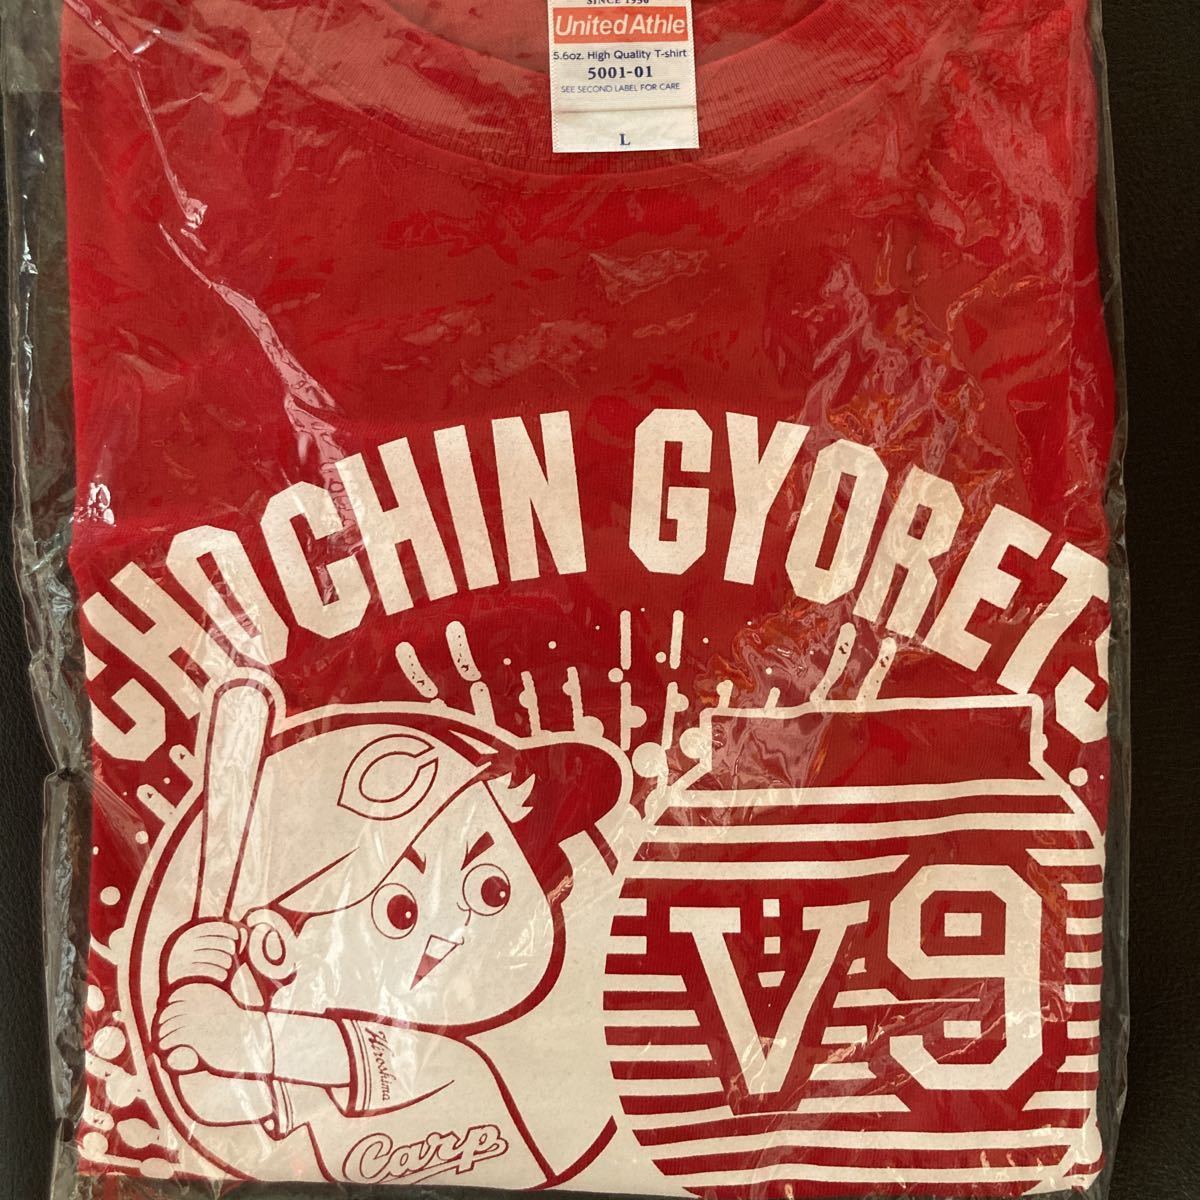 SINCE 1950
United Athle
5.6oz. High Quality T-shirt
5001-01
SEE SECOND LABEL FOR CARE
L
CHOCHIN GYORETS
C
V9
Hiroshima
Carp